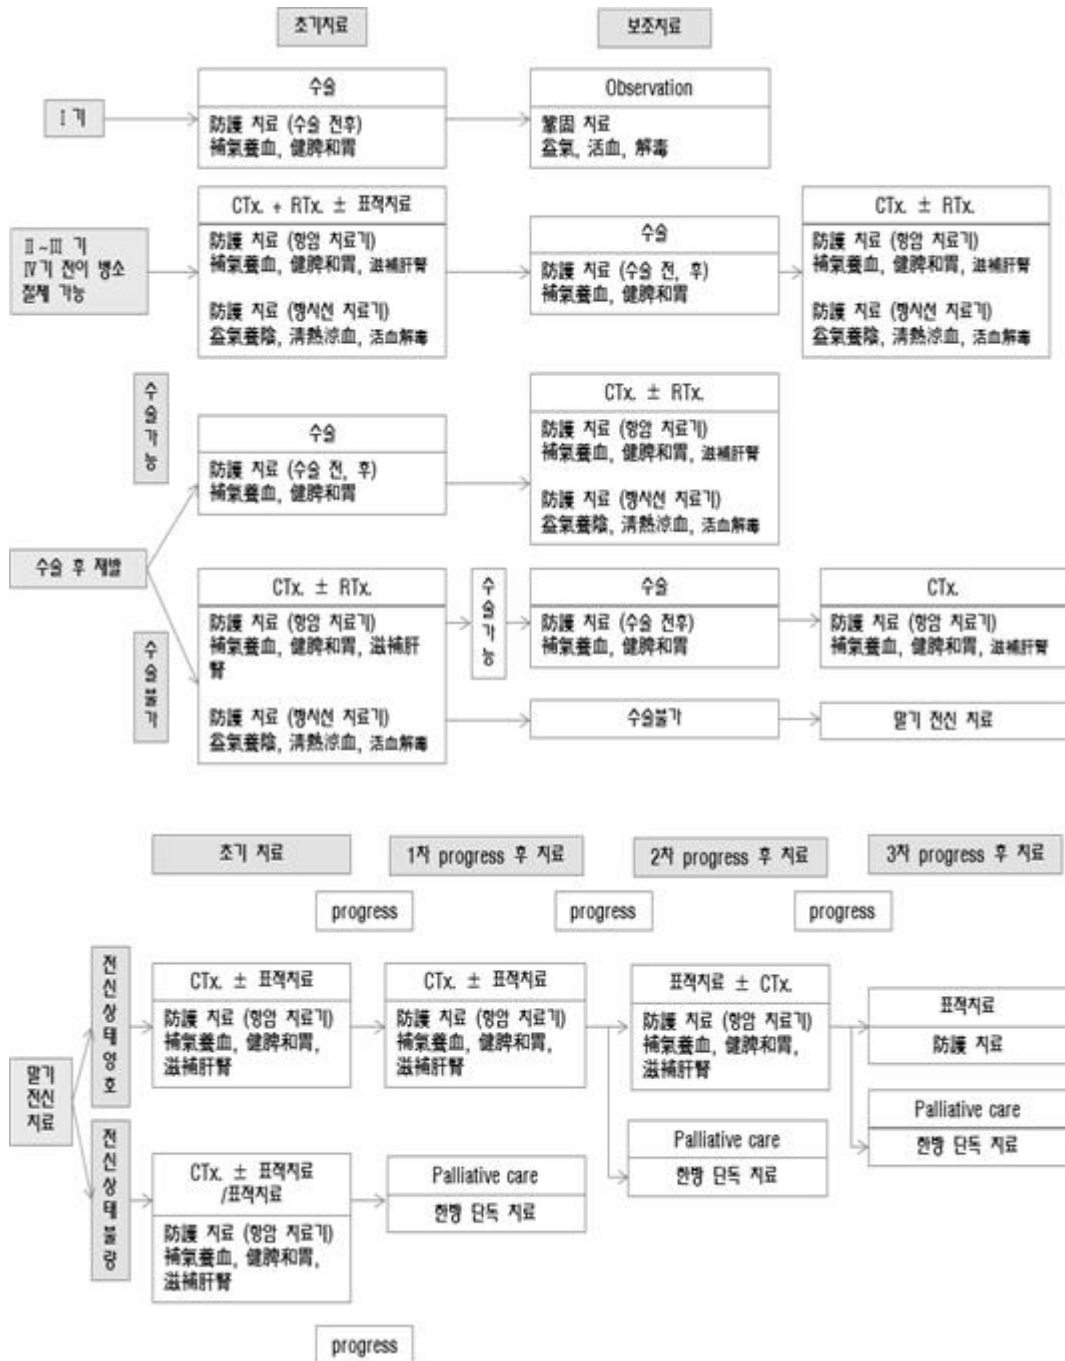 초기치료
보조치료
I 기
수술
防護 치료 (수술 전후)
補氣養血, 健脾和胃
Observation
鞏固 치료
益氣, 活血, 解毒
II ~III 기
IV기 전이 병소
절제 가능
CTx. + RTx. ± 표적치료
防護 치료 (항암 치료기)
補氣養血, 健脾和胃, 滋補肝腎
防護 치료 (방사선 치료기)
益氣養陰, 淸熱凉血, 活血解毒
수술
防護 치료 (수술 전, 후)
補氣養血, 健脾和胃
CTx. ± RTx.
防護 치료 (항암 치료기)
補氣養血, 健脾和胃, 滋補肝腎
防護 치료 (방사선 치료기)
益氣養陰, 淸熱凉血, 活血解毒
수술 후 재발
수술가능
수술
防護 치료 (수술 전, 후)
補氣養血, 健脾和胃
CTx. ± RTx.
防護 치료 (항암 치료기)
補氣養血, 健脾和胃, 滋補肝腎
防護 치료 (방사선 치료기)
益氣養陰, 淸熱凉血, 活血解毒
수술불가
CTx. ± RTx.
防護 치료 (항암 치료기)
補氣養血, 健脾和胃, 滋補肝
腎
防護 치료 (방사선 치료기)
益氣養陰, 淸熱凉血, 活血解毒
수술가능
수술
防護 치료 (수술 전후)
補氣養血, 健脾和胃
CTx.
防護 치료 (항암 치료기)
補氣養血, 健脾和胃, 滋補肝腎
수술불가
말기 전신 치료
초기 치료
1차 progress 후 치료
2차 progress 후 치료
3차 progress 후 치료
progress
progress
progress
말기
전신
치료
전신상태양호
CTx. ± 표적치료
防護 치료 (항암 치료기)
補氣養血, 健脾和胃,
滋補肝腎
CTx. ± 표적치료
防護 치료 (항암 치료기)
補氣養血, 健脾和胃,
滋補肝腎
표적치료 ± CTx.
防護 치료 (항암 치료기)
補氣養血, 健脾和胃,
滋補肝腎
표적치료
防護 치료
Palliative care
한방 단독 치료
Palliative care
한방 단독 치료
전신상태불량
CTx. ± 표적치료
/표적치료
防護 치료 (항암 치료기)
補氣養血, 健脾和胃,
滋補肝腎
Palliative care
한방 단독 치료
progress